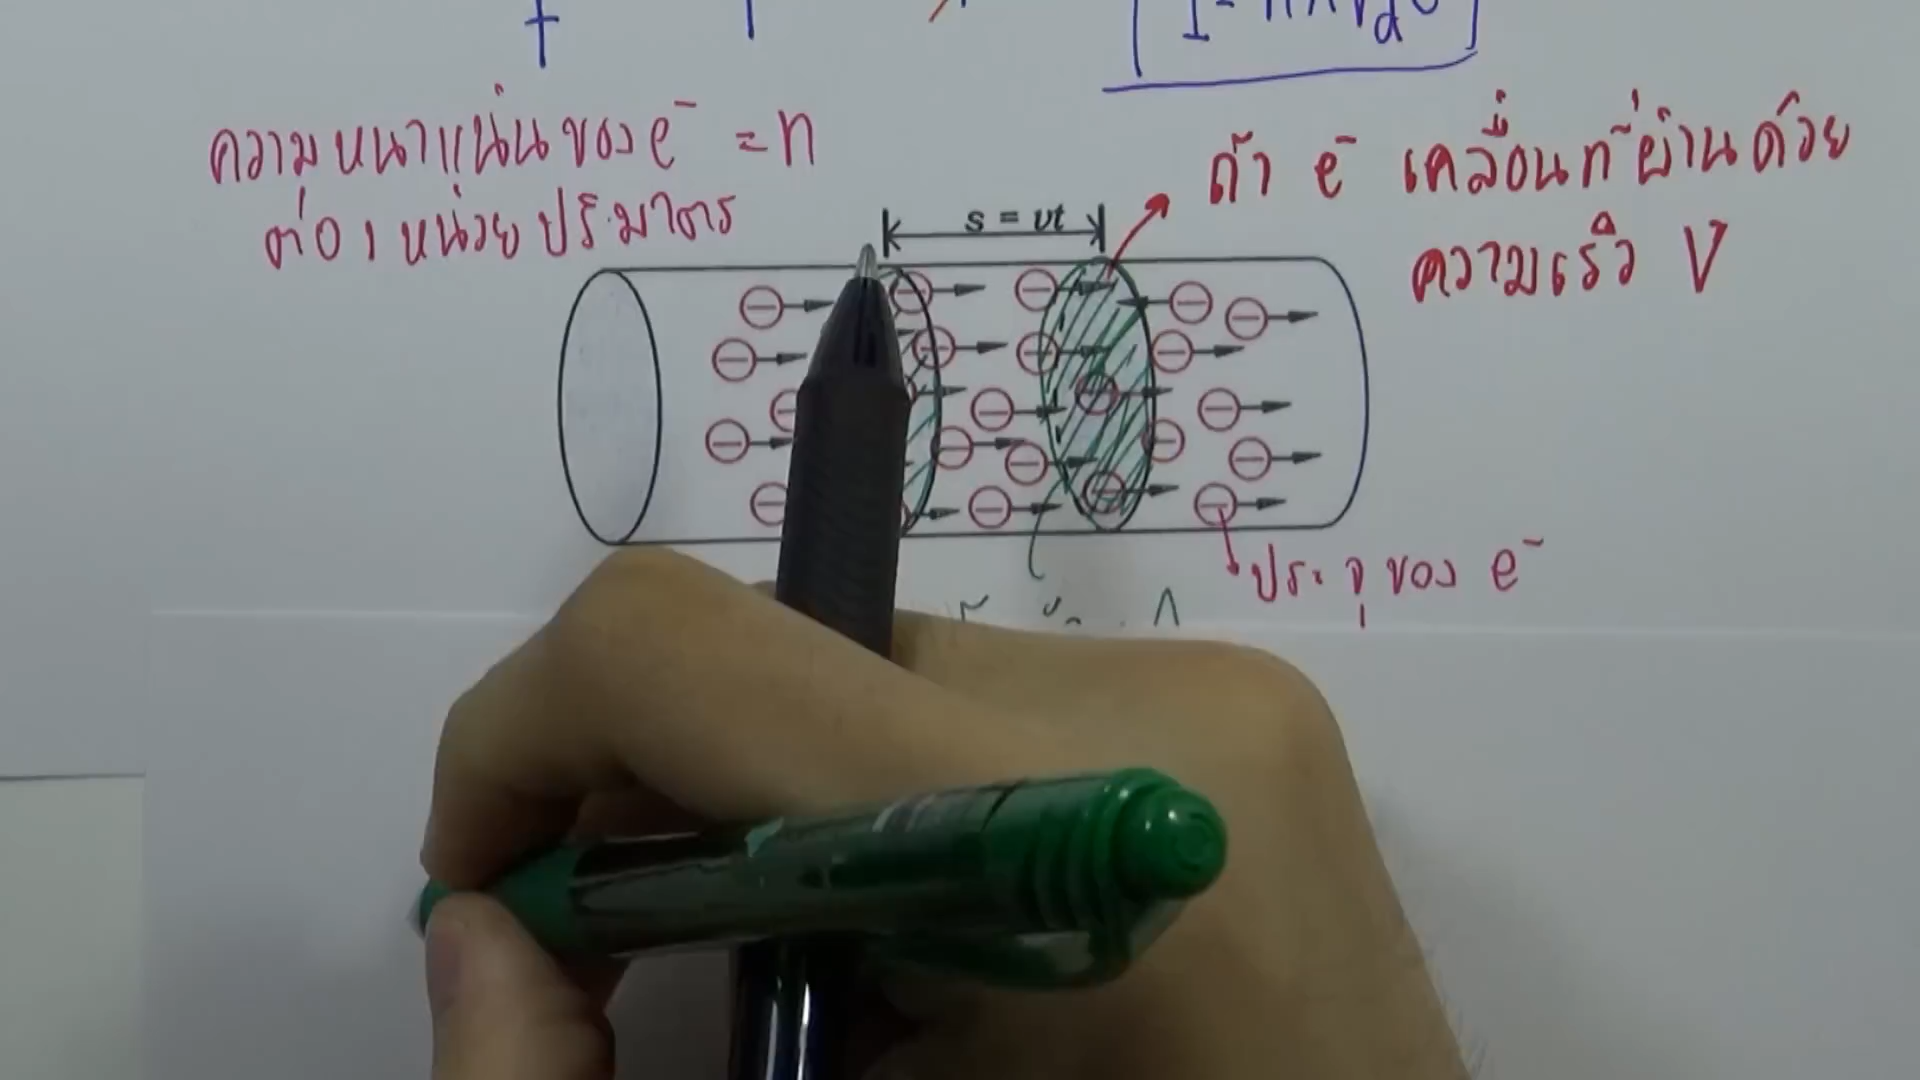 ความหนาแน่นของ e⁻ = n
ต่อ 1 หน่วยปริมาตร
s = vt
ถ้า e⁻ เคลื่อนที่ผ่านด้วย
ความเร็ว V
ประจุของ e⁻